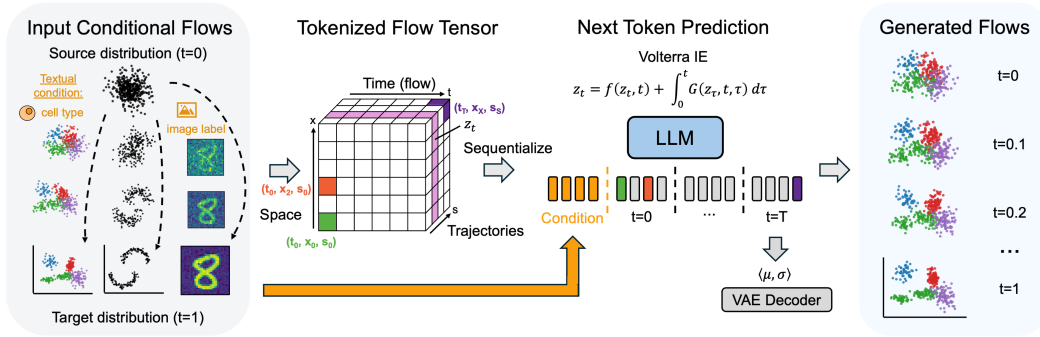 Input Conditional Flows
Source distribution (t=0)
Textual
condition:
cell type
image label
Target distribution (t=1)
Tokenized Flow Tensor
Time (flow)
t
(t_T, x_X, s_S)
x
z_t
Sequentialize
(t_0, x_2, s_0)
Space
s
Trajectories
(t_0, x_0, s_0)
Next Token Prediction
Volterra IE
z_t = f(z_t, t) + ∫_0^t G(z_τ, t, τ) dτ
LLM
Condition
t=0
...
t=T
⟨μ, σ⟩
VAE Decoder
Generated Flows
t=0
t=0.1
t=0.2
...
t=1